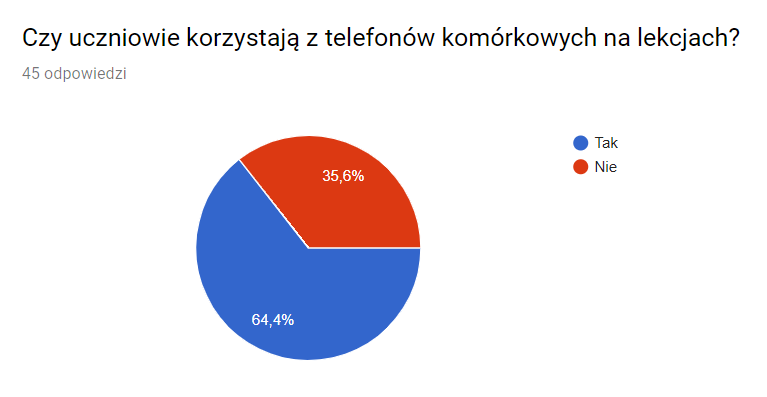 Czy uczniowie korzystają z telefonów komórkowych na lekcjach?
45 odpowiedzi
Tak
Nie
35,6%
64,4%